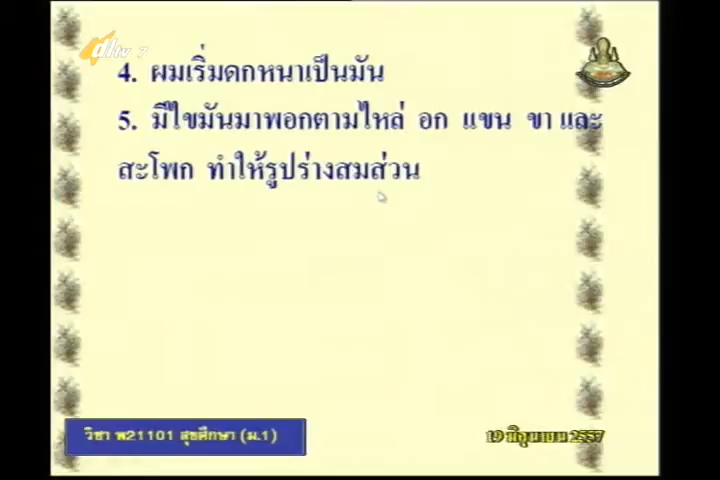 dltv 7
4. ผมเริ่มดกหนาเป็นมัน
5. มีไขมันมาพอกตามไหล่ อก แขน ขา และ
สะโพก ทำให้รูปร่างสมส่วน
วิชา พ21101 สุขศึกษา (ม.1)
19 มิถุนายน 2557